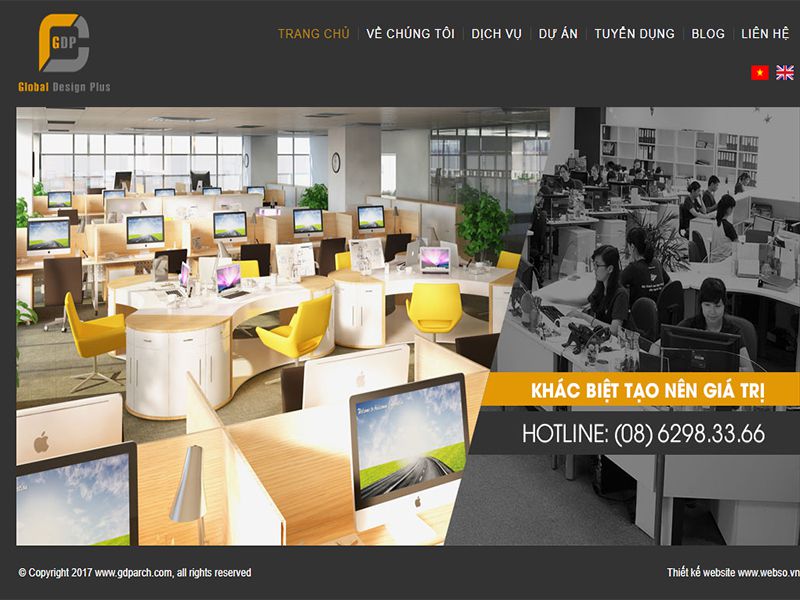 GDP
Global Design Plus
TRANG CHỦ VỀ CHÚNG TÔI DỊCH VỤ DỰ ÁN TUYỂN DỤNG BLOG LIÊN HỆ
KHÁC BIỆT TẠO NÊN GIÁ TRỊ
HOTLINE: (08) 6298.33.66
© Copyright 2017 www.gdparch.com, all rights reserved
Thiết kế website www.webso.vn